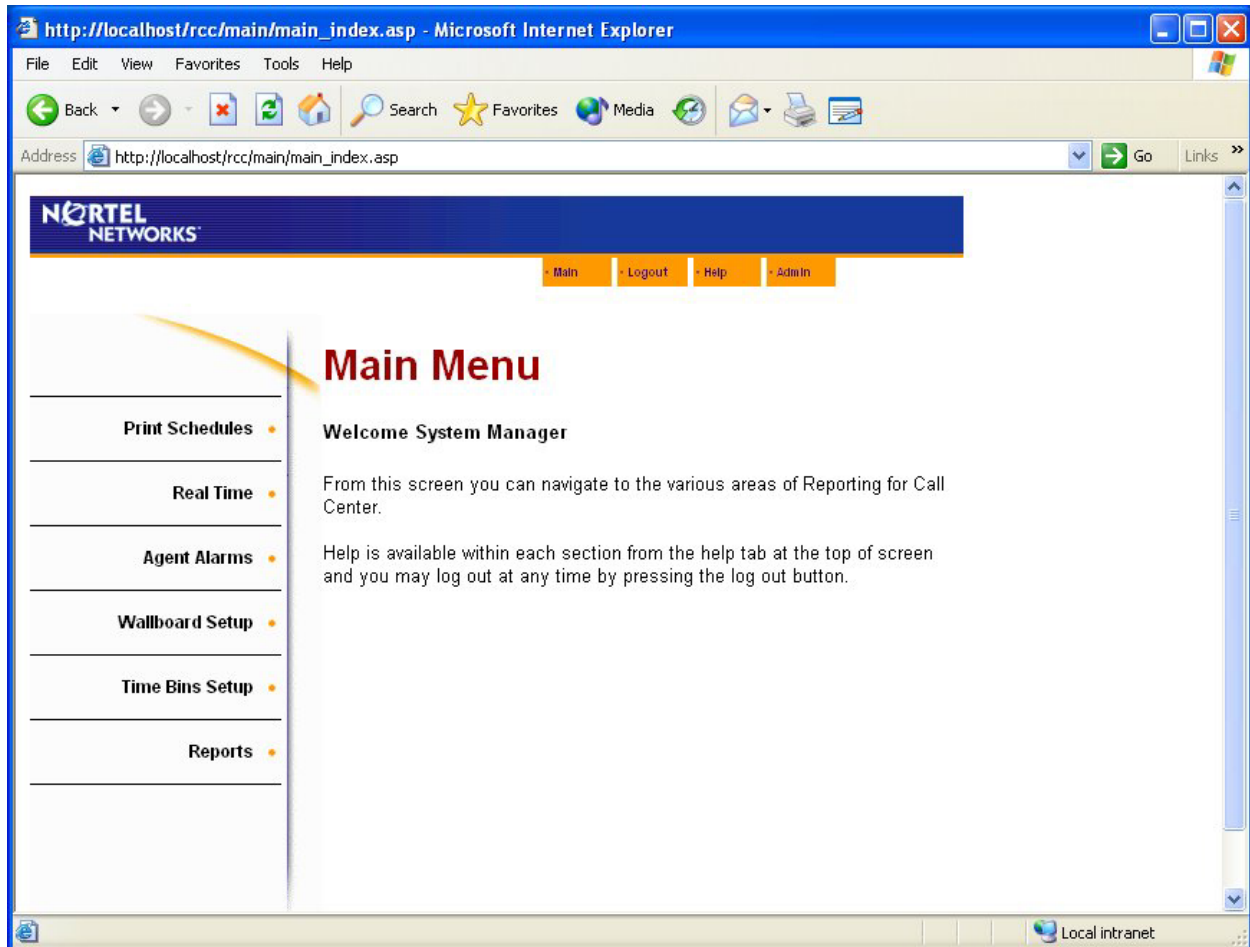 http://localhost/rcc/main/main_index.asp - Microsoft Internet Explorer
File Edit View Favorites Tools Help
Back Search Favorites Media
Address http://localhost/rcc/main/main_index.asp Go Links »
NORTEL
NETWORKS
Main Logout Help Admin
Main Menu
Print Schedules
Real Time
Agent Alarms
Wallboard Setup
Time Bins Setup
Reports
Welcome System Manager
From this screen you can navigate to the various areas of Reporting for Call
Center.
Help is available within each section from the help tab at the top of screen
and you may log out at any time by pressing the log out button.
Local intranet